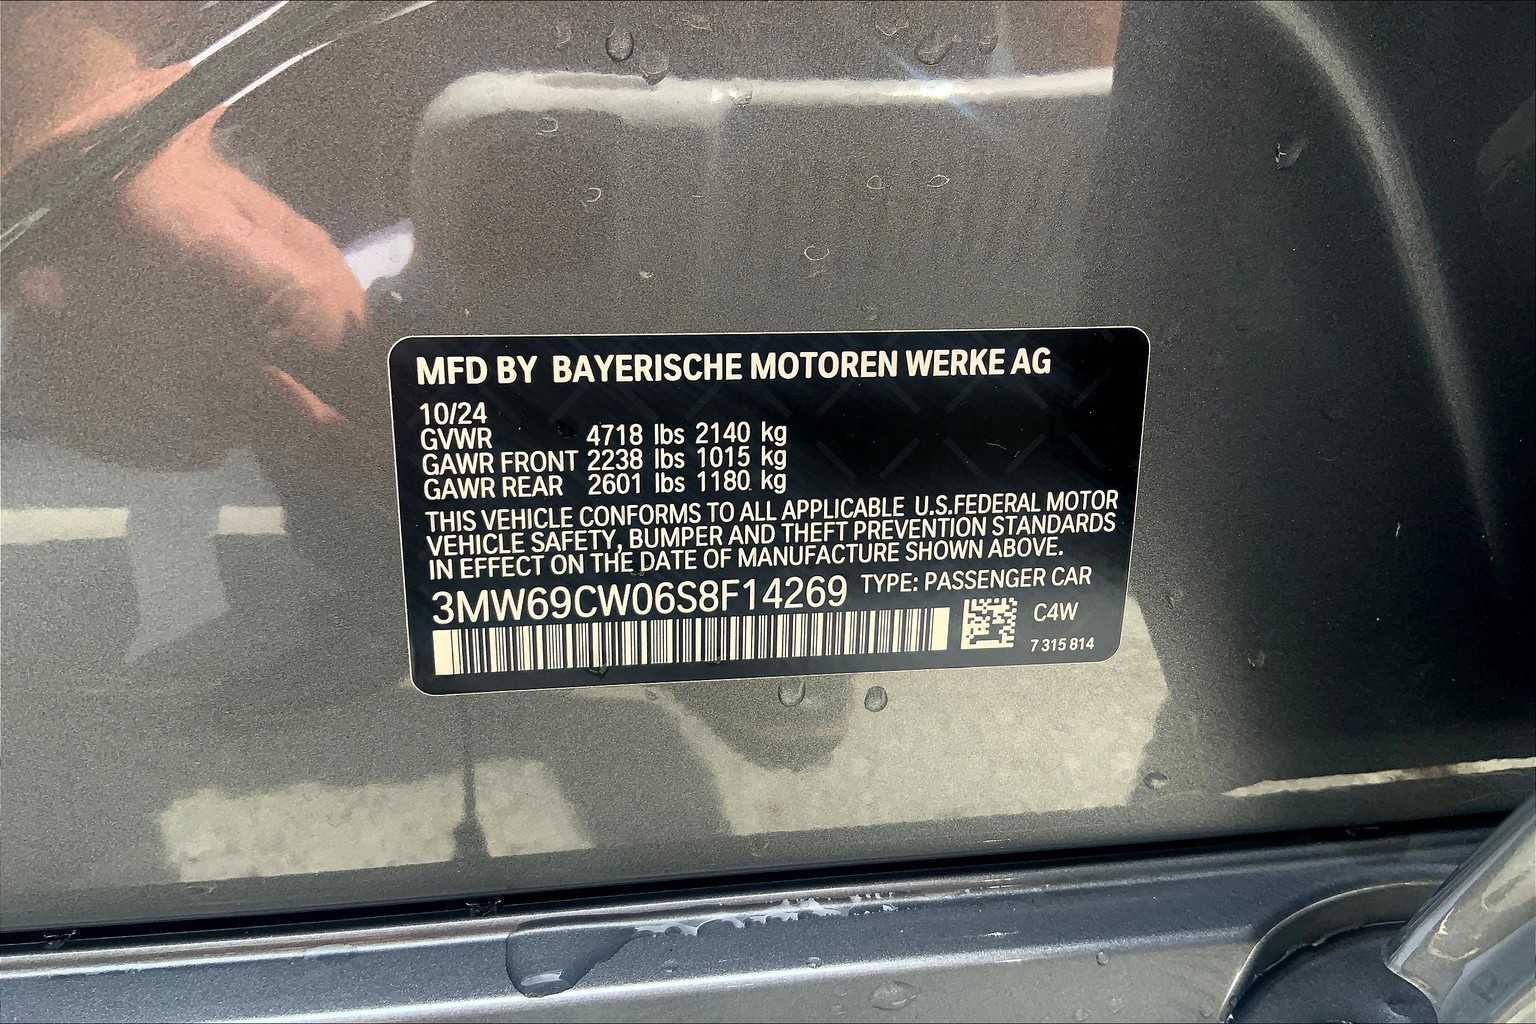 MFD BY BAYERISCHE MOTOREN WERKE AG
10/24
GVWR 4718 lbs 2140 kg
GAWR FRONT 2238 lbs 1015 kg
GAWR REAR 2601 lbs 1180 kg
THIS VEHICLE CONFORMS TO ALL APPLICABLE U.S.FEDERAL MOTOR
VEHICLE SAFETY, BUMPER AND THEFT PREVENTION STANDARDS
IN EFFECT ON THE DATE OF MANUFACTURE SHOWN ABOVE.
3MW69CW06S8F14269 TYPE: PASSENGER CAR
C4W
7 315 814